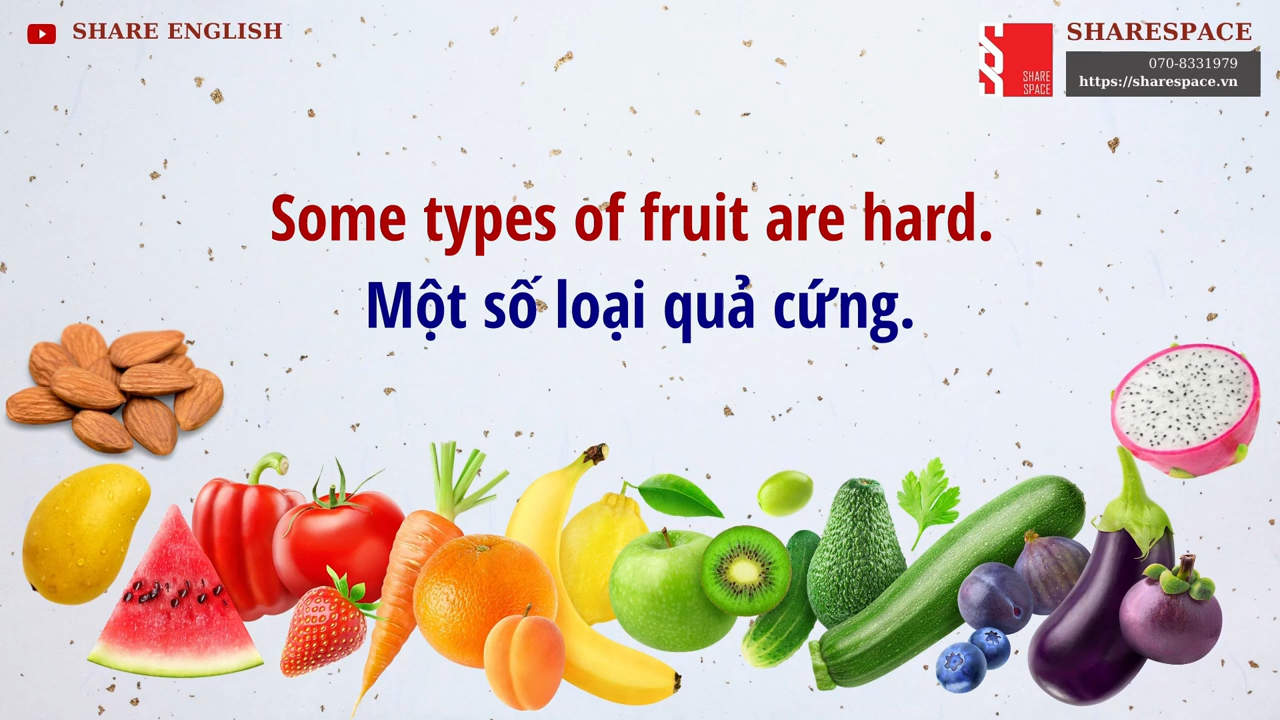 SHARE ENGLISH
SHARE
SPACE
SHARESPACE
070-8331979
https://sharespace.vn
Some types of fruit are hard.
Một số loại quả cứng.